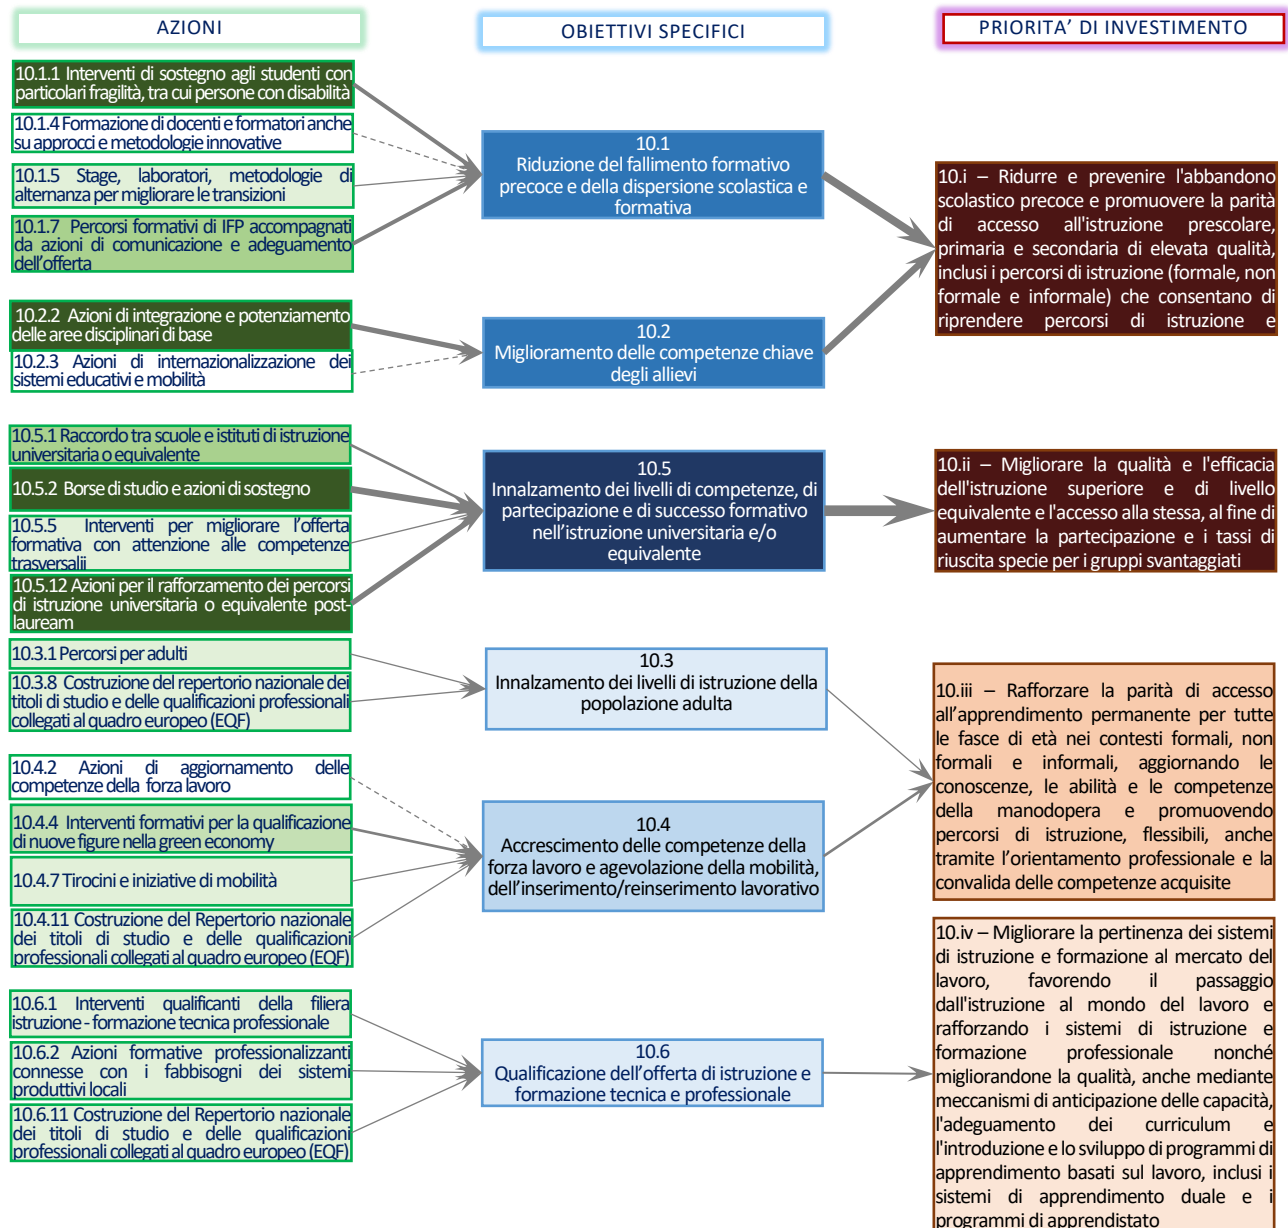 AZIONI
10.1.1 Interventi di sostegno agli studenti con
particolari fragilità, tra cui persone con disabilità
10.1.4 Formazione di docenti e formatori anche
su approcci e metodologie innovative
10.1.5 Stage, laboratori, metodologie di
alternanza per migliorare le transizioni
10.1.7 Percorsi formativi di IFP accompagnati
da azioni di comunicazione e adeguamento
dell'offerta
10.2.2 Azioni di integrazione e potenziamento
delle aree disciplinari di base
10.2.3 Azioni di internazionalizzazione dei
sistemi educativi e mobilità
10.5.1 Raccordo tra scuole e istituti di istruzione
universitaria o equivalente
10.5.2 Borse di studio e azioni di sostegno
10.5.5 Interventi per migliorare l'offerta
formativa con attenzione alle competenze
trasversalii
10.5.12 Azioni per il rafforzamento dei percorsi
di istruzione universitaria o equivalente post-
lauream
10.3.1 Percorsi per adulti
10.3.8 Costruzione del repertorio nazionale dei
titoli di studio e delle qualificazioni professionali
collegati al quadro europeo (EQF)
10.4.2 Azioni di aggiornamento delle
competenze della forza lavoro
10.4.4 Interventi formativi per la qualificazione
di nuove figure nella green economy
10.4.7 Tirocini e iniziative di mobilità
10.4.11 Costruzione del Repertorio nazionale
dei titoli di studio e delle qualificazioni
professionali collegati al quadro europeo (EQF)
10.6.1 Interventi qualificanti della filiera
istruzione - formazione tecnica professionale
10.6.2 Azioni formative professionalizzanti
connesse con i fabbisogni dei sistemi
produttivi locali
10.6.11 Costruzione del Repertorio nazionale
dei titoli di studio e delle qualificazioni
professionali collegati al quadro europeo (EQF)
OBIETTIVI SPECIFICI
10.1
Riduzione del fallimento formativo
precoce e della dispersione scolastica e
formativa
10.2
Miglioramento delle competenze chiave
degli allievi
10.5
Innalzamento dei livelli di competenze, di
partecipazione e di successo formativo
nell'istruzione universitaria e/o
equivalente
10.3
Innalzamento dei livelli di istruzione della
popolazione adulta
10.4
Accrescimento delle competenze della
forza lavoro e agevolazione della mobilità,
dell'inserimento/reinserimento lavorativo
10.6
Qualificazione dell'offerta di istruzione e
formazione tecnica e professionale
PRIORITA' DI INVESTIMENTO
10.i – Ridurre e prevenire l'abbandono
scolastico precoce e promuovere la parità
di accesso all'istruzione prescolare,
primaria e secondaria di elevata qualità,
inclusi i percorsi di istruzione (formale, non
formale e informale) che consentano di
riprendere percorsi di istruzione e
10.ii – Migliorare la qualità e l'efficacia
dell'istruzione superiore e di livello
equivalente e l'accesso alla stessa, al fine di
aumentare la partecipazione e i tassi di
riuscita specie per i gruppi svantaggiati
10.iii – Rafforzare la parità di accesso
all'apprendimento permanente per tutte
le fasce di età nei contesti formali, non
formali e informali, aggiornando le
conoscenze, le abilità e le competenze
della manodopera e promuovendo
percorsi di istruzione, flessibili, anche
tramite l'orientamento professionale e la
convalida delle competenze acquisite
10.iv – Migliorare la pertinenza dei sistemi
di istruzione e formazione al mercato del
lavoro, favorendo il passaggio
dall'istruzione al mondo del lavoro e
rafforzando i sistemi di istruzione e
formazione professionale nonché
migliorandone la qualità, anche mediante
meccanismi di anticipazione delle capacità,
l'adeguamento dei curriculum e
l'introduzione e lo sviluppo di programmi di
apprendimento basati sul lavoro, inclusi i
sistemi di apprendimento duale e i
programmi di apprendistato